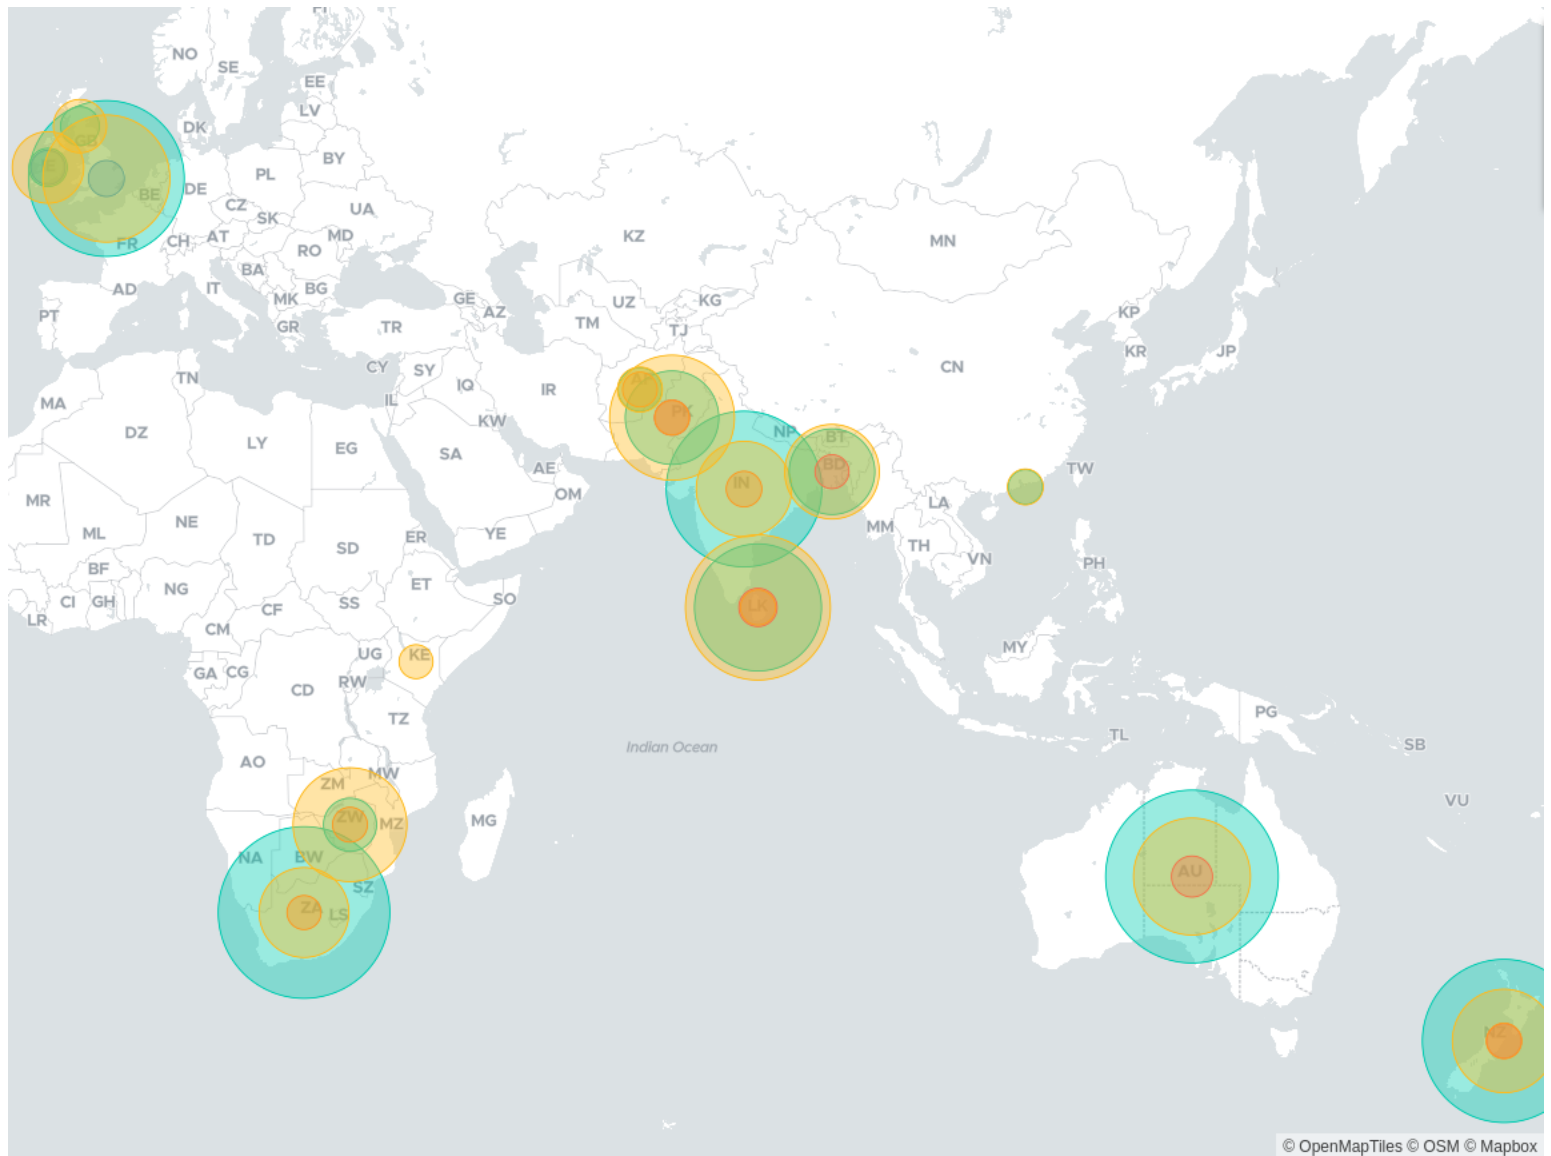 FI
NO
SE
EE
LV
DK
GB
IE
BY
PL
DE
BE
CZ
UA
SK
AT
MD
CH
FR
RO
KZ
MN
BA
AD
IT
BG
MK
GE
UZ
KG
AZ
KP
PT
GR
TR
TM
TJ
KR
JP
CY
SY
CN
TN
IQ
IR
AF
IL
MA
PK
KW
DZ
LY
EG
NP
BT
SA
BD
AE
TW
IN
OM
MR
LA
NE
MM
ML
YE
ER
TD
SD
TH
VN
BF
PH
ET
NG
SO
CI
GH
SS
LK
CF
LR
CM
MY
UG
KE
GA
CG
RW
CD
PG
TZ
TL
SB
Indian Ocean
AO
MW
ZM
VU
ZW
MZ
MG
NA
BW
AU
SZ
ZA
LS
NZ
© OpenMapTiles © OSM © Mapbox